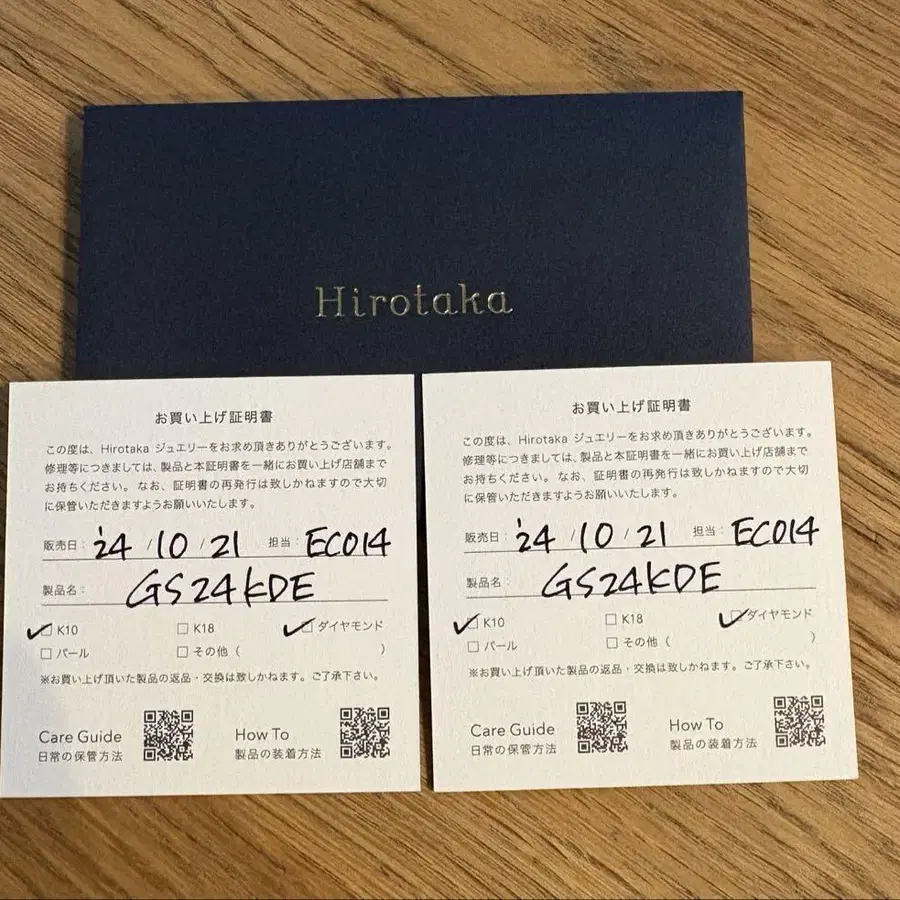 Hirotaka
お買い上げ証明書
この度は、Hirotaka ジュエリーをお求め頂きありがとうございます。
修理等につきましては、製品と本証明書を一緒にお買い上げ店舗まで
お持ちください。なお、証明書の再発行は致しかねますので大切
に保管いただきますようお願いいたします。
販売日: '24 / 10 / 21 担当: EC014
製品名: GS24KDE
☑ K10 □ K18 ☑ ダイヤモンド
□ パール □ その他 ( )
※お買い上げ頂いた製品の返品・交換は致しかねます。ご了承下さい。
Care Guide How To
日常の保管方法 製品の装着方法
お買い上げ証明書
この度は、Hirotaka ジュエリーをお求め頂きありがとうございます。
修理等につきましては、製品と本証明書を一緒にお買い上げ店舗まで
お持ちください。なお、証明書の再発行は致しかねますので大切
に保管いただきますようお願いいたします。
販売日: '24 / 10 / 21 担当: EC014
製品名: GS24KDE
☑ K10 □ K18 ☑ ダイヤモンド
□ パール □ その他 ( )
※お買い上げ頂いた製品の返品・交換は致しかねます。ご了承下さい。
Care Guide How To
日常の保管方法 製品の装着方法